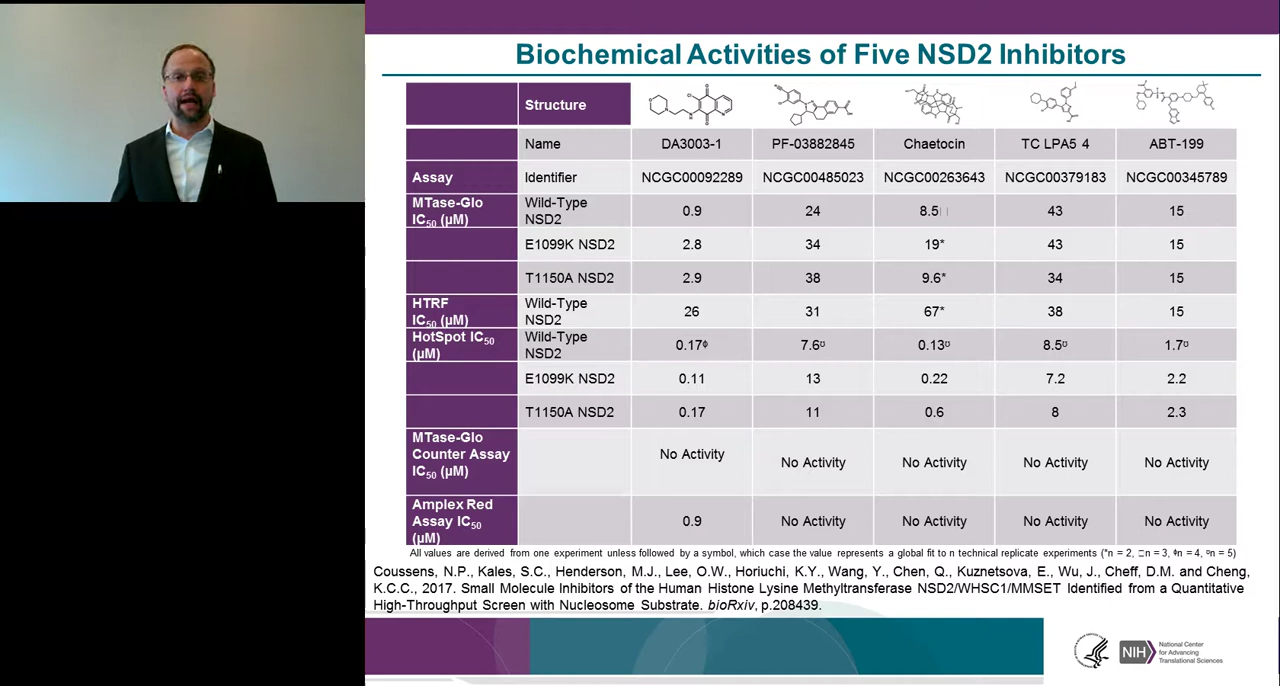 Biochemical Activities of Five NSD2 Inhibitors
Structure
Name DA3003-1 PF-03882845 Chaetocin TC LPA5 4 ABT-199
Assay Identifier NCGC00092289 NCGC00485023 NCGC00263643 NCGC00379183 NCGC00345789
MTase-Glo IC50 (µM) Wild-Type NSD2 0.9 24 8.5□ 43 15
E1099K NSD2 2.8 34 19* 43 15
T1150A NSD2 2.9 38 9.6* 34 15
HTRF IC50 (µM) Wild-Type NSD2 26 31 67* 38 15
HotSpot IC50 (µM) Wild-Type NSD2 0.17ᶲ 7.6ᵅ 0.13ᵅ 8.5ᵅ 1.7ᵅ
E1099K NSD2 0.11 13 0.22 7.2 2.2
T1150A NSD2 0.17 11 0.6 8 2.3
MTase-Glo Counter Assay IC50 (µM) No Activity No Activity No Activity No Activity No Activity
Amplex Red Assay IC50 (µM) 0.9 No Activity No Activity No Activity No Activity
All values are derived from one experiment unless followed by a symbol, which case the value represents a global fit to n technical replicate experiments (*n = 2, □n = 3, ᶲn = 4, ᵅn = 5)
Coussens, N.P., Kales, S.C., Henderson, M.J., Lee, O.W., Horiuchi, K.Y., Wang, Y., Chen, Q., Kuznetsova, E., Wu, J., Cheff, D.M. and Cheng,
K.C.C., 2017. Small Molecule Inhibitors of the Human Histone Lysine Methyltransferase NSD2/WHSC1/MMSET Identified from a Quantitative
High-Throughput Screen with Nucleosome Substrate. bioRxiv, p.208439.
NIH
National Center
for Advancing
Translational Sciences